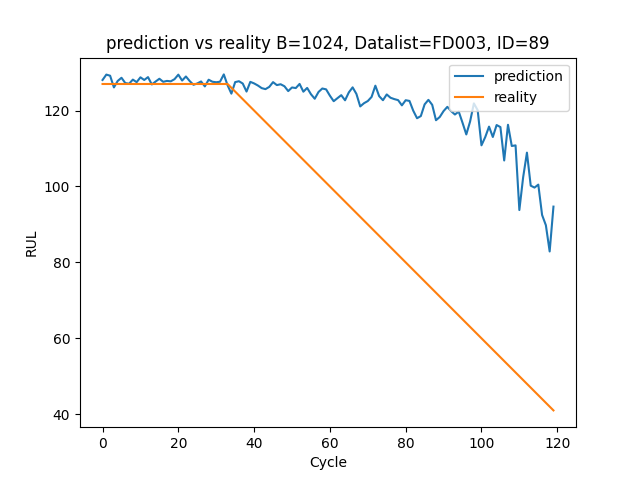 prediction vs reality B=1024, Datalist=FD003, ID=89
prediction
reality
120
100
80
60
40
RUL
0 20 40 60 80 100 120
Cycle